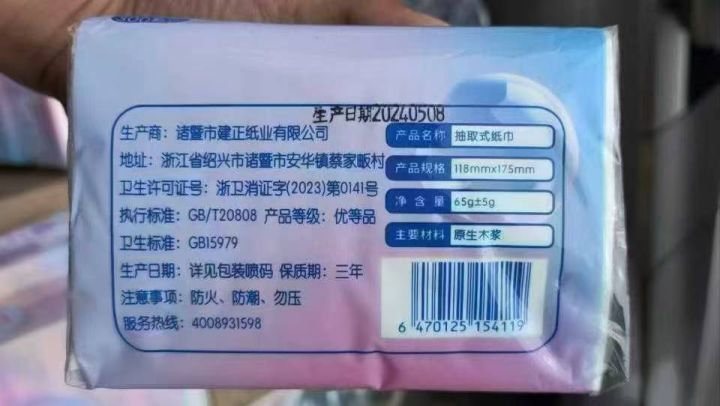 生产日期20240508
生产商：诸暨市建正纸业有限公司
地址：浙江省绍兴市诸暨市安华镇蔡家畈村
卫生许可证号：浙卫消证字(2023)第0141号
执行标准：GB/T20808 产品等级：优等品
卫生标准：GB15979
生产日期：详见包装喷码 保质期：三年
注意事项：防火、防潮、勿压
服务热线：4008931598
产品名称 抽取式纸巾
产品规格 118mmx175mm
净含量 65g±5g
主要材料 原生木浆
6 470125 154119